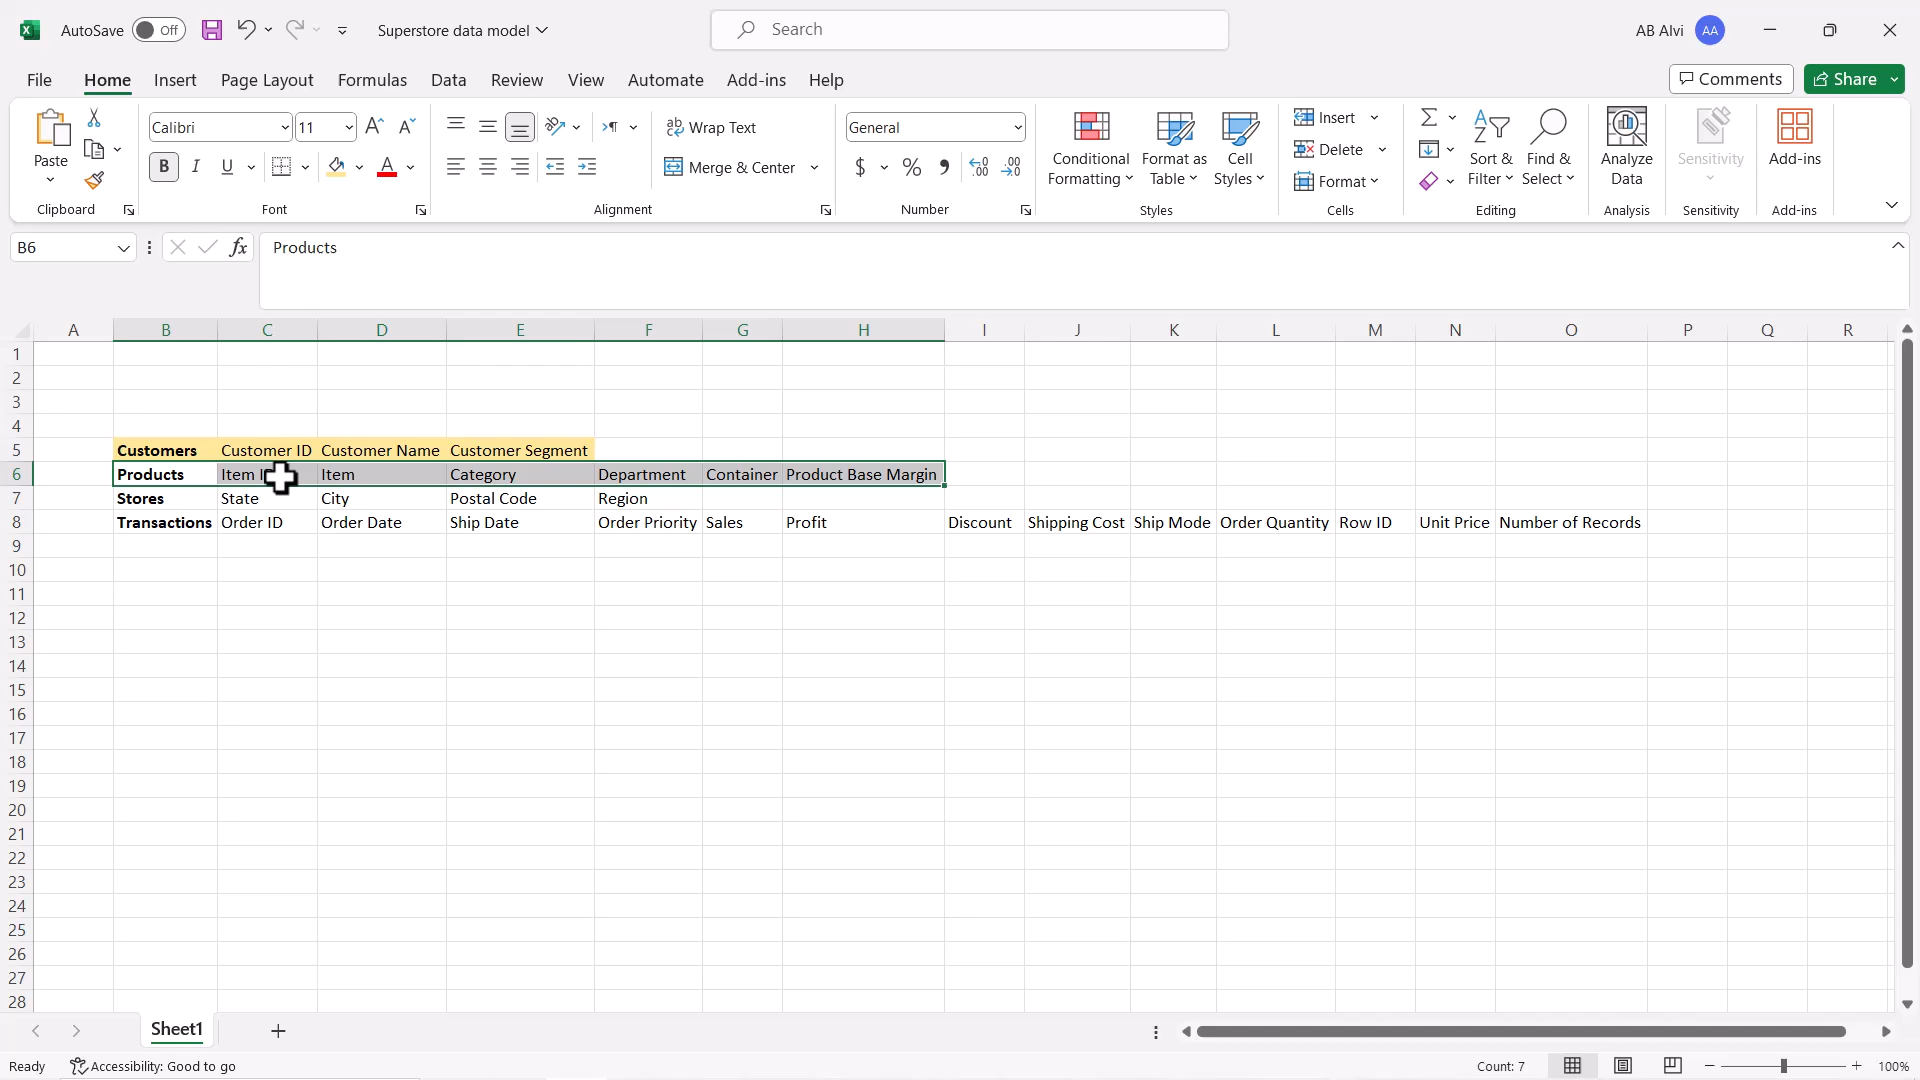 AutoSave Off Superstore data model Search AB Alvi AA
File Home Insert Page Layout Formulas Data Review View Automate Add-ins Help Comments Share
Paste
Clipboard
Calibri 11
B I U
Font
Wrap Text
Merge & Center
Alignment
General
$ % ,
Number
Conditional Formatting
Format as Table
Cell Styles
Styles
Insert
Delete
Format
Cells
Sort & Filter
Find & Select
Editing
Analyze Data
Analysis
Sensitivity
Sensitivity
Add-ins
Add-ins
B6 fx Products
A B C D E F G H I J K L M N O P Q R
1
2
3
4
5 Customers Customer ID Customer Name Customer Segment
6 Products Item Item Category Department Container Product Base Margin
7 Stores State City Postal Code Region
8 Transactions Order ID Order Date Ship Date Order Priority Sales Profit Discount Shipping Cost Ship Mode Order Quantity Row ID Unit Price Number of Records
9
10
11
12
13
14
15
16
17
18
19
20
21
22
23
24
25
26
27
28
Sheet1
Ready Accessibility: Good to go Count: 7 100%